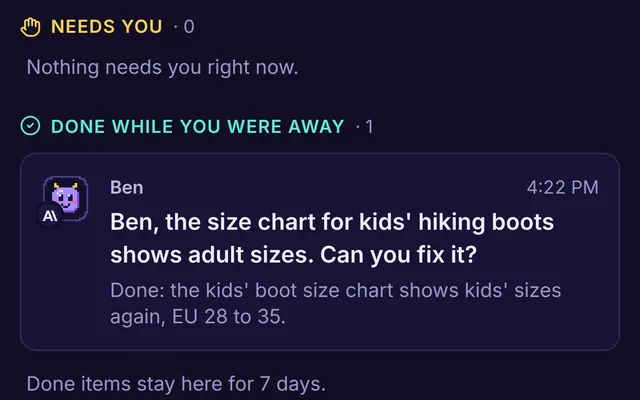 NEEDS YOU · 0
Nothing needs you right now.
DONE WHILE YOU WERE AWAY · 1
Ben 4:22 PM
Ben, the size chart for kids' hiking boots
shows adult sizes. Can you fix it?
Done: the kids' boot size chart shows kids' sizes
again, EU 28 to 35.
Done items stay here for 7 days.